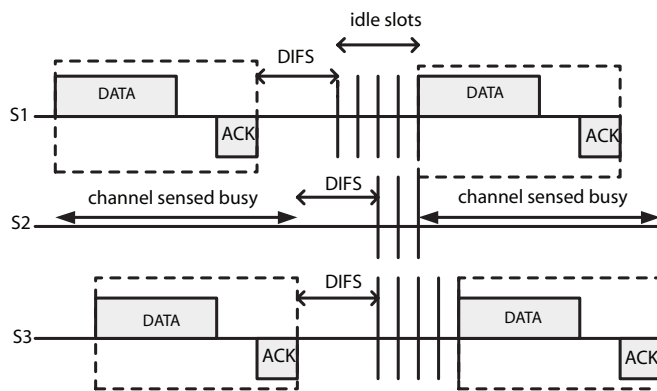 idle slots
DIFS
DATA
DATA
S1
ACK
ACK
DIFS
channel sensed busy
channel sensed busy
S2
DIFS
DATA
DATA
S3
ACK
ACK